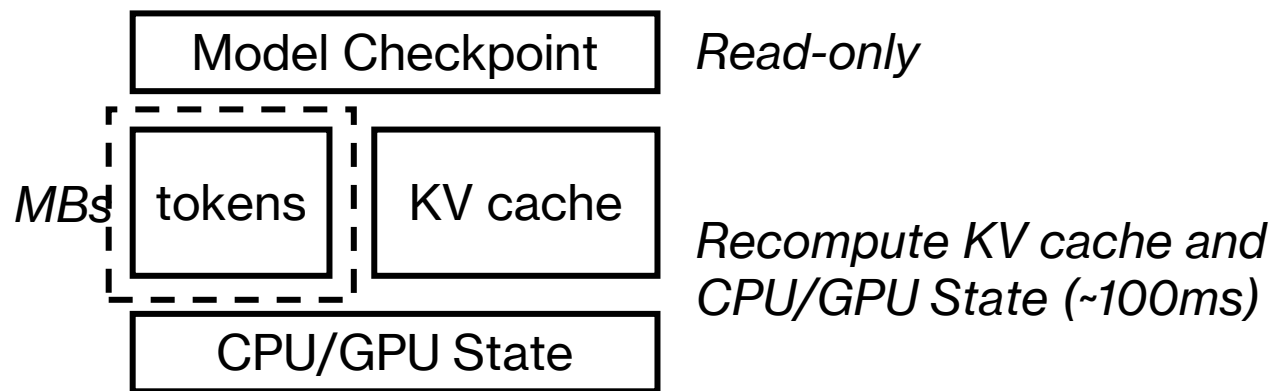 Model Checkpoint
Read-only
MBs
tokens
KV cache
Recompute KV cache and
CPU/GPU State (~100ms)
CPU/GPU State